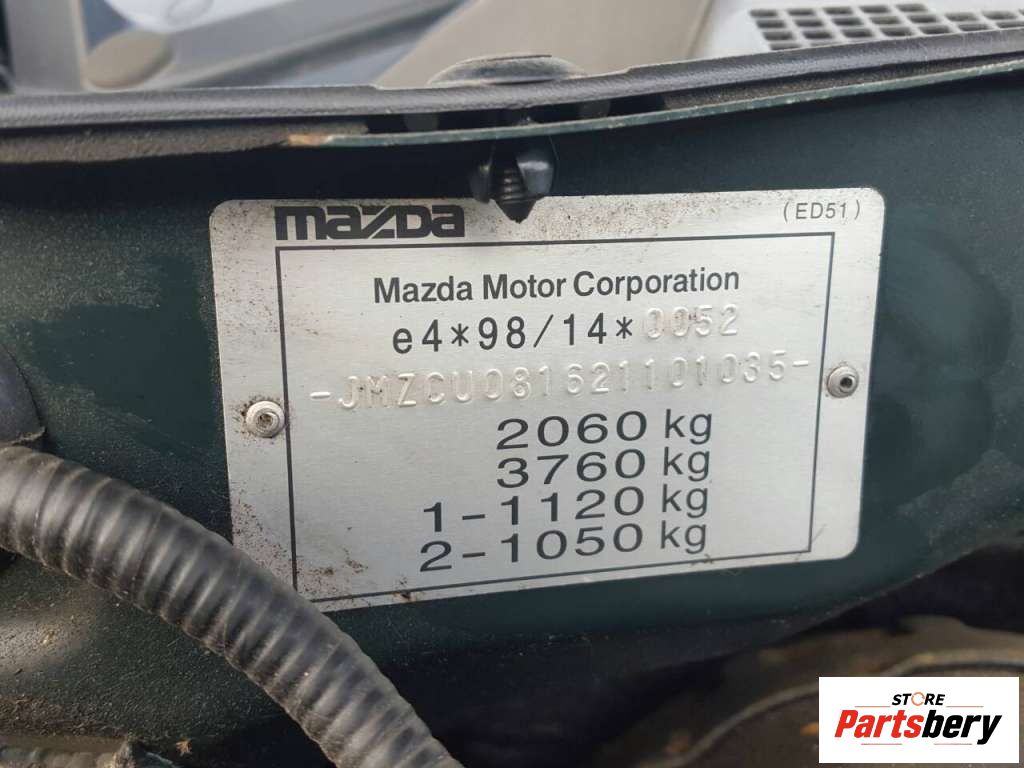 mazda (ED51)
Mazda Motor Corporation
e4*98/14*0052
-JMZCU081621101035-
2060 kg
3760 kg
1-1120 kg
2-1050 kg
STORE
Partsbery